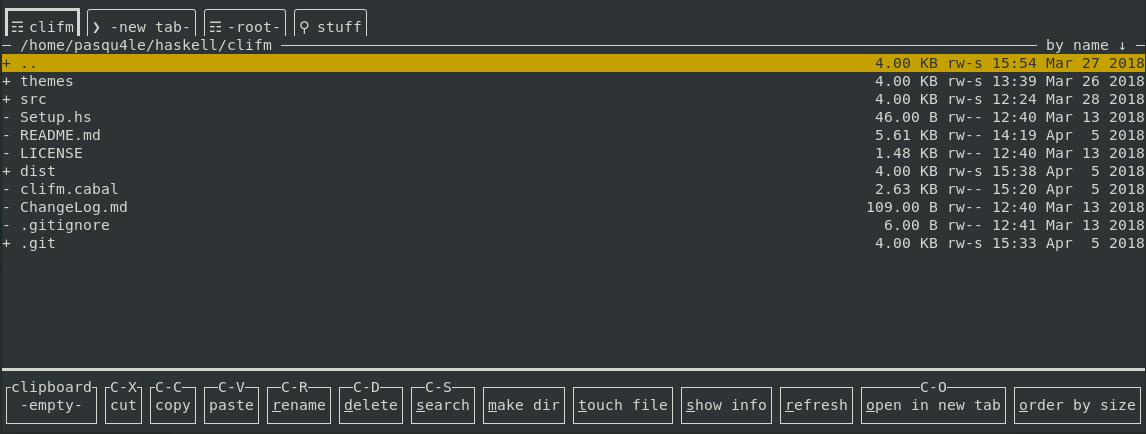 ☶ clifm ❯ -new tab- ☶ -root- ⚲ stuff
/home/pasqu4le/haskell/clifm by name ↓
+ .. 4.00 KB rw-s 15:54 Mar 27 2018
+ themes 4.00 KB rw-s 13:39 Mar 26 2018
+ src 4.00 KB rw-s 12:24 Mar 28 2018
- Setup.hs 46.00 B rw-- 12:40 Mar 13 2018
- README.md 5.61 KB rw-- 14:19 Apr  5 2018
- LICENSE 1.48 KB rw-- 12:40 Mar 13 2018
+ dist 4.00 KB rw-s 15:38 Apr  5 2018
- clifm.cabal 2.63 KB rw-- 15:20 Apr  5 2018
- ChangeLog.md 109.00 B rw-- 12:40 Mar 13 2018
- .gitignore 6.00 B rw-- 12:41 Mar 13 2018
+ .git 4.00 KB rw-s 15:33 Apr  5 2018
clipboard C-X C-C C-V C-R C-D C-S C-O
-empty- cut copy paste rename delete search make dir touch file show info refresh open in new tab order by size